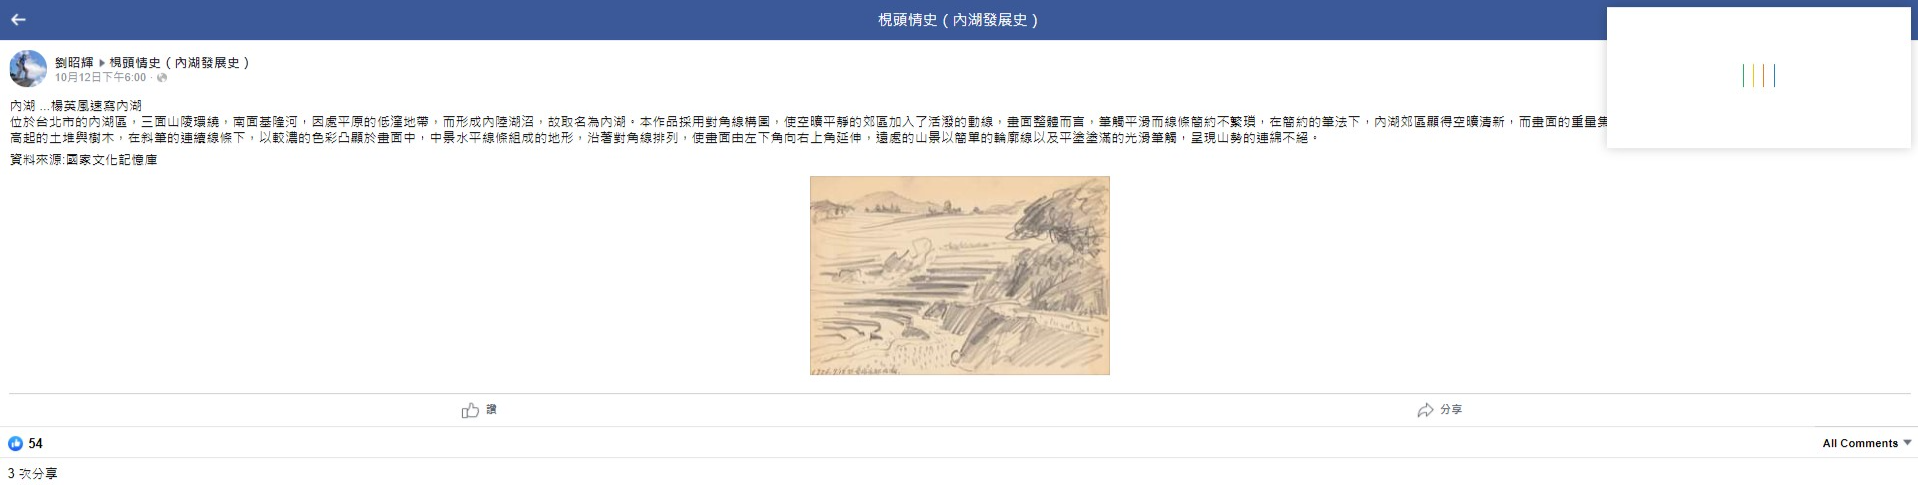 梘頭情史（內湖發展史）
劉昭輝 ▸ 梘頭情史（內湖發展史）
10月12日下午6:00 ·
內湖 ...楊英風速寫內湖
位於台北市的內湖區，三面山陵環繞，南面基隆河，因處平原的低漥地帶，而形成內陸湖沼，故取名為內湖。本作品採用對角線構圖，使空曠平靜的郊區加入了活潑的動線，畫面整體而言，筆觸平滑而線條簡約不繁瑣，在簡約的筆法下，內湖郊區顯得空曠清新，而畫面的重量集
高起的土堆與樹木，在斜筆的連續線條下，以較濃的色彩凸顯於畫面中，中景水平線條組成的地形，沿著對角線排列，使畫面由左下角向右上角延伸，遠處的山景以簡單的輪廓線以及平塗塗滿的光滑筆觸，呈現山勢的連綿不絕。
資料來源:國家文化記憶庫
讚
分享
54
All Comments
3 次分享